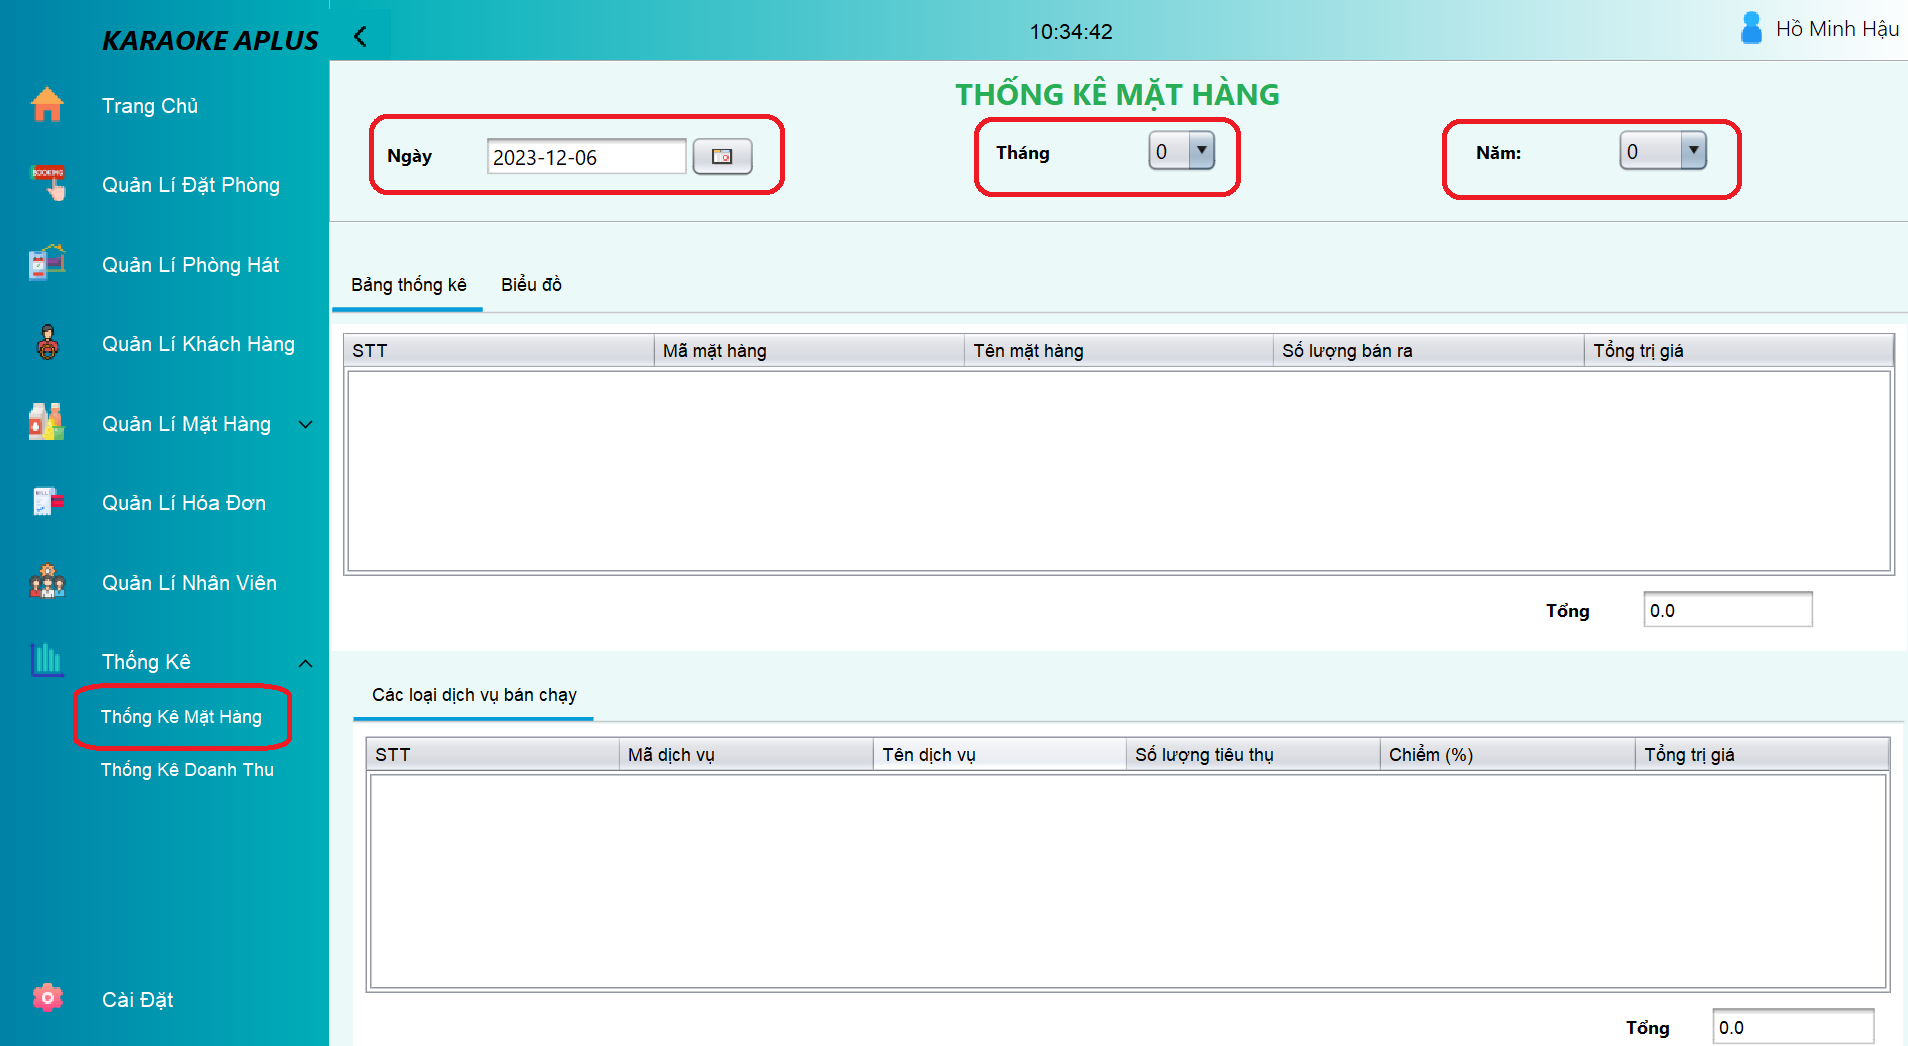 KARAOKE APLUS
10:34:42
Hồ Minh Hậu
Trang Chủ
BOOKING
Quản Lí Đặt Phòng
Quản Lí Phòng Hát
Quản Lí Khách Hàng
Quản Lí Mặt Hàng
Quản Lí Hóa Đơn
Quản Lí Nhân Viên
Thống Kê
Thống Kê Mặt Hàng
Thống Kê Doanh Thu
Cài Đặt
THỐNG KÊ MẶT HÀNG
Ngày 2023-12-06 Tháng 0 Năm: 0
Bảng thống kê Biểu đồ
STT Mã mặt hàng Tên mặt hàng Số lượng bán ra Tổng trị giá
Tổng 0.0
Các loại dịch vụ bán chạy
STT Mã dịch vụ Tên dịch vụ Số lượng tiêu thụ Chiếm (%) Tổng trị giá
Tổng 0.0